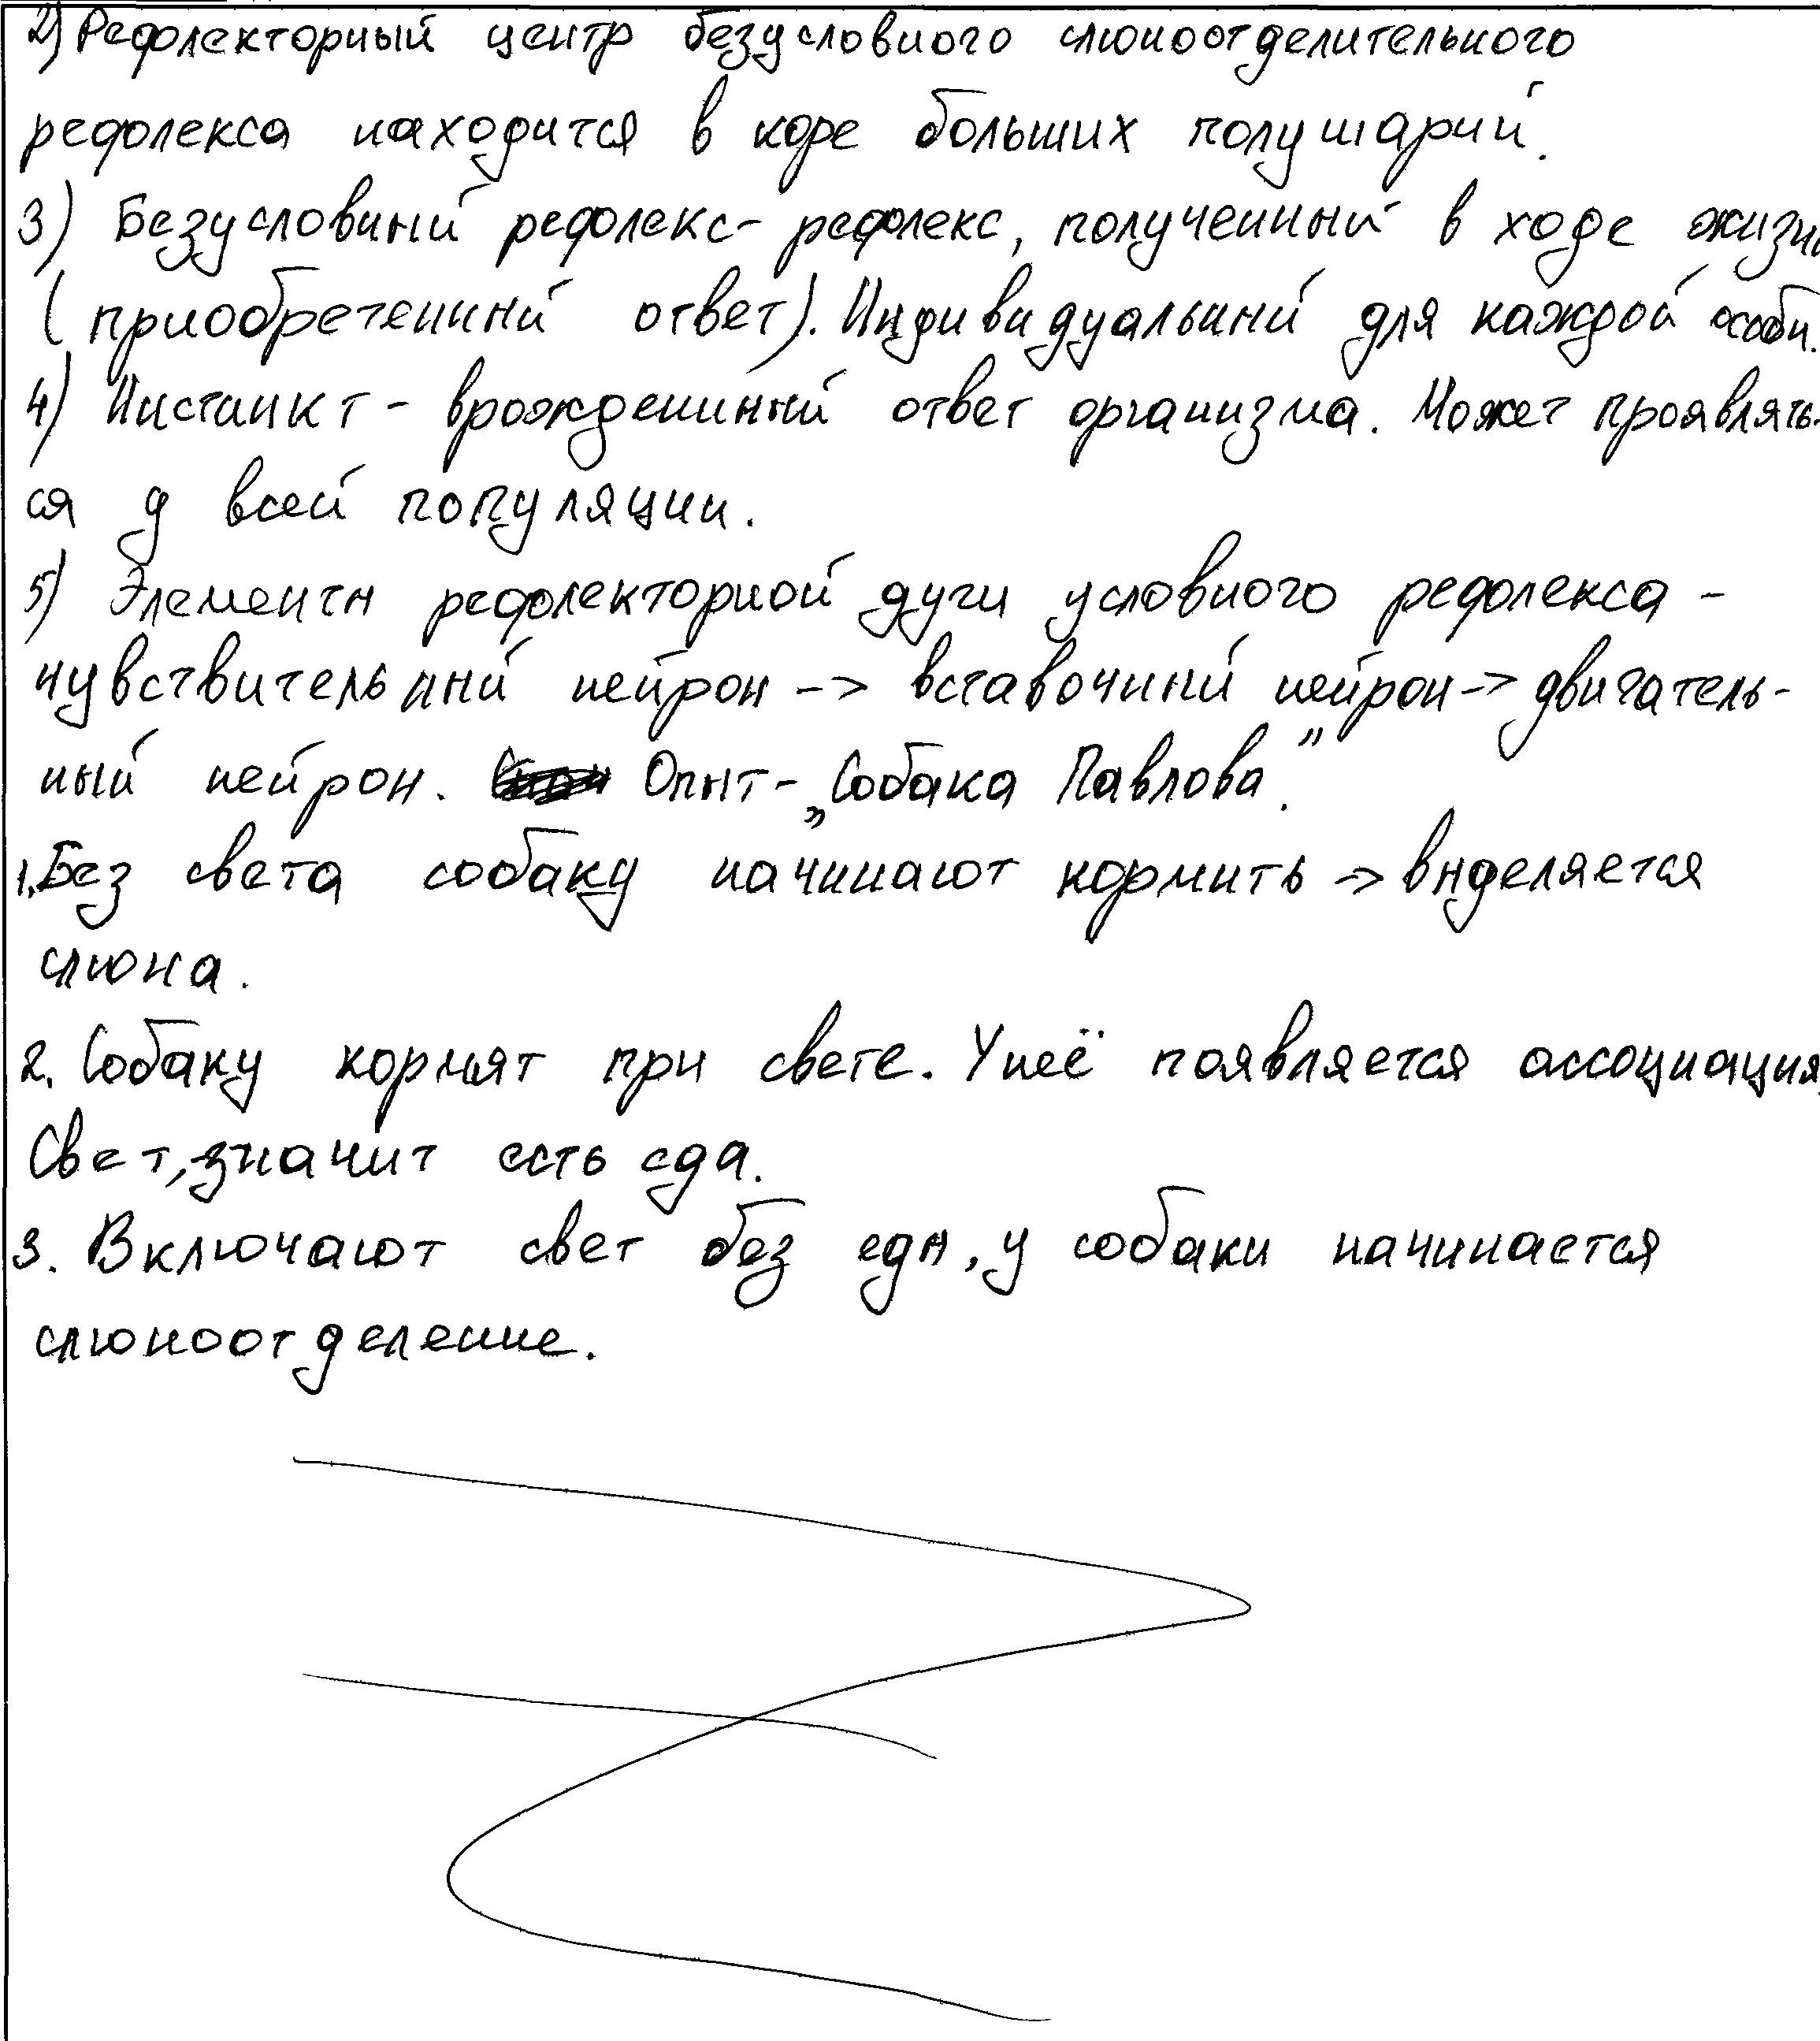 2) Рефлекторный центр безусловного слюноотделительного
рефлекса находится в коре больших полушарий.
3) Безусловный рефлекс- рефлекс, полученный в ходе жизни
(приобретенный ответ). Индивидуальный для каждой особи.
4) Инстинкт - врожденный ответ организма. Может проявлять-
ся у всей популяции.
5) Элементы рефлекторной дуги условного рефлекса -
чувствительный нейрон -> вставочный нейрон -> двигатель-
ный нейрон. Опыт - „Собака Павлова".
1. Без света собаку начинают кормить -> выделяется
слюна.
2. Собаку кормят при свете. У неё появляется ассоциация,
Свет, значит есть еда.
3. Включают свет без еды, у собаки начинается
слюноотделение.